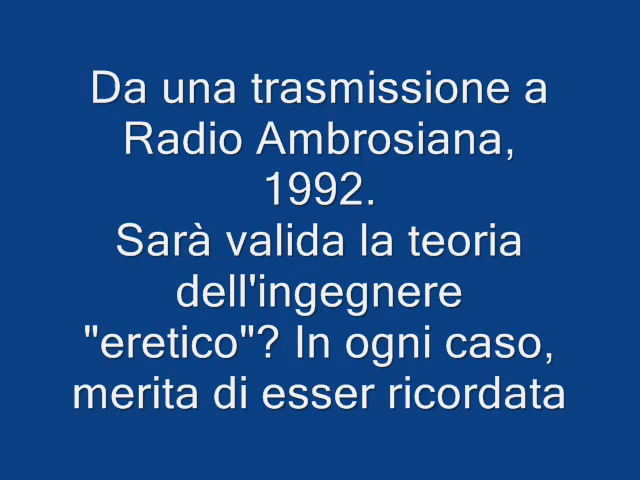 Da una trasmissione a
Radio Ambrosiana,
1992.
Sarà valida la teoria
dell'ingegnere
"eretico"? In ogni caso,
merita di esser ricordata